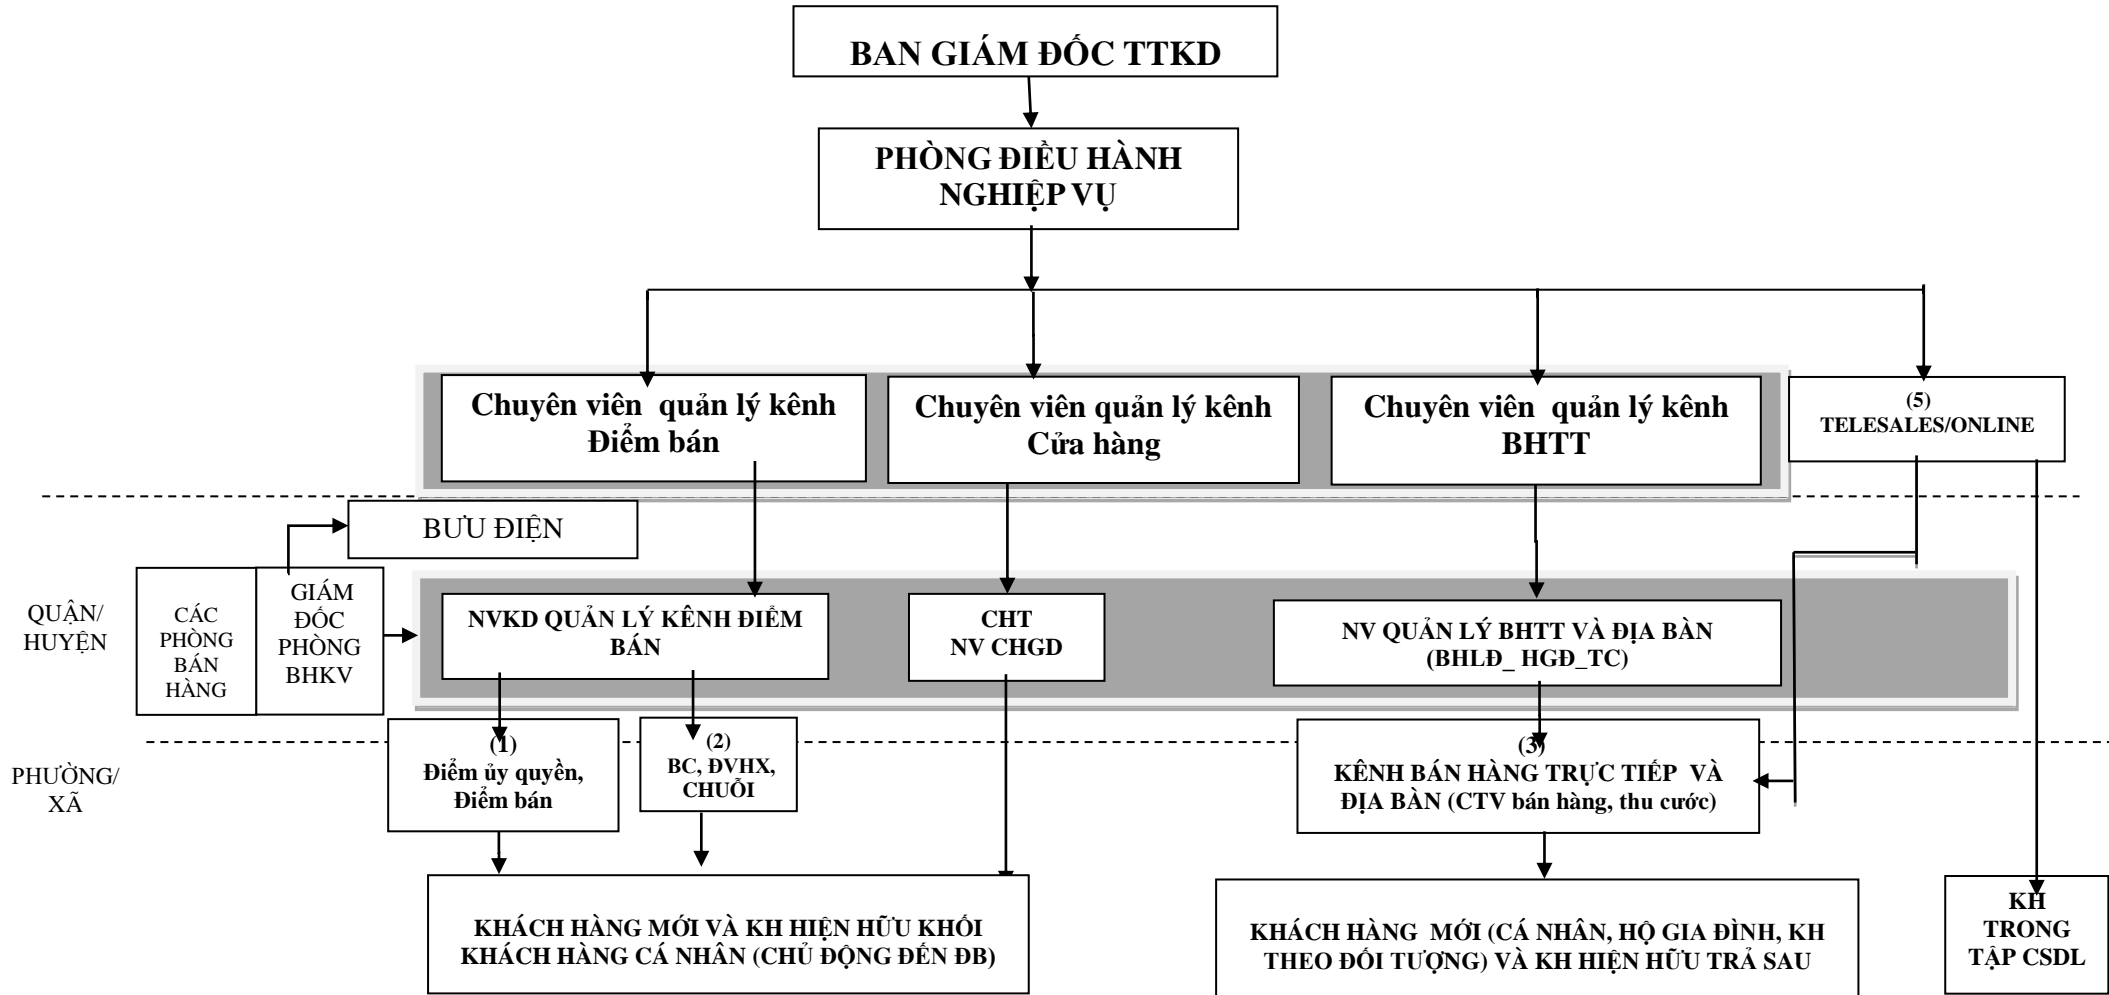 BAN GIÁM ĐỐC TTKD
PHÒNG ĐIỀU HÀNH
NGHIỆP VỤ
Chuyên viên quản lý kênh
Điểm bán
Chuyên viên quản lý kênh
Cửa hàng
Chuyên viên quản lý kênh
BHTT
(5)
TELESALES/ONLINE
BƯU ĐIỆN
QUẬN/
HUYỆN
CÁC
PHÒNG
BÁN
HÀNG
GIÁM
ĐỐC
PHÒNG
BHKV
NVKD QUẢN LÝ KÊNH ĐIỂM
BÁN
CHT
NV CHGD
NV QUẢN LÝ BHTT VÀ ĐỊA BÀN
(BHLĐ_ HGĐ_TC)
PHƯỜNG/
XÃ
(1)
Điểm ủy quyền,
Điểm bán
(2)
BC, ĐVHX,
CHUỖI
(3)
KÊNH BÁN HÀNG TRỰC TIẾP VÀ
ĐỊA BÀN (CTV bán hàng, thu cước)
KHÁCH HÀNG MỚI VÀ KH HIỆN HỮU KHỐI
KHÁCH HÀNG CÁ NHÂN (CHỦ ĐỘNG ĐẾN ĐB)
KHÁCH HÀNG MỚI (CÁ NHÂN, HỘ GIA ĐÌNH, KH
THEO ĐỐI TƯỢNG) VÀ KH HIỆN HỮU TRẢ SAU
KH
TRONG
TẬP CSDL